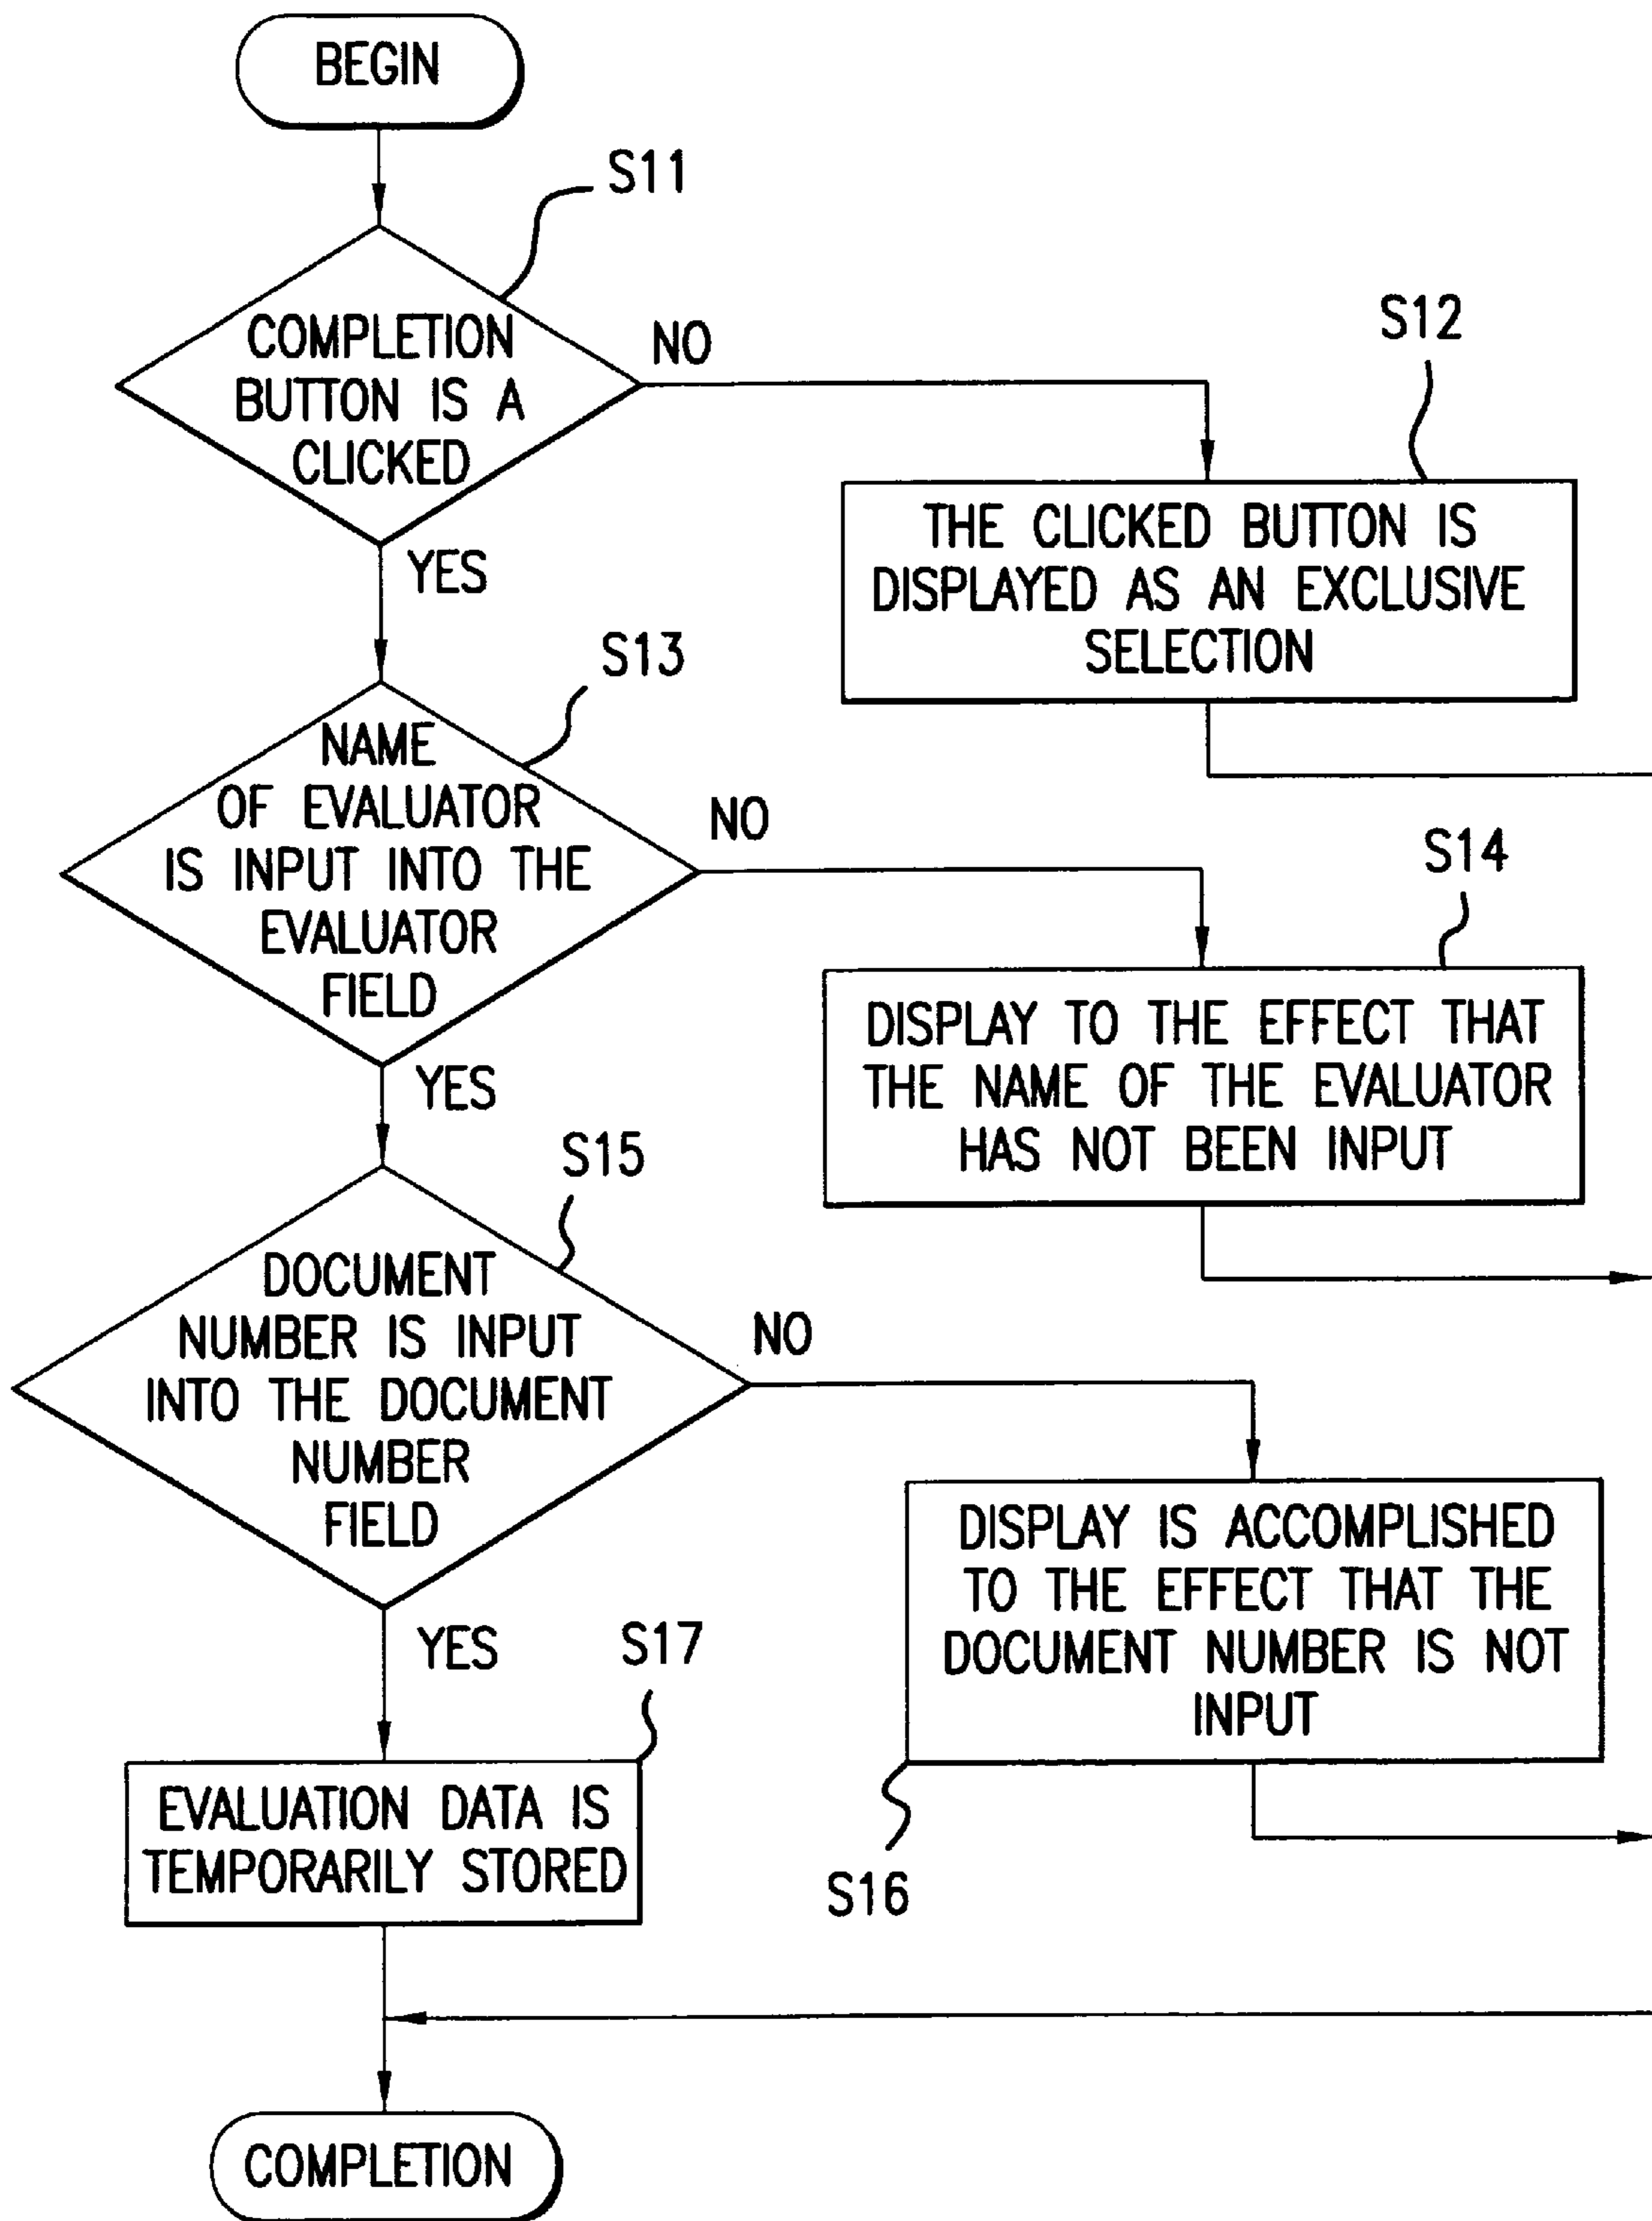 BEGIN
S11
COMPLETION
BUTTON IS A
CLICKED
NO
YES
S12
THE CLICKED BUTTON IS
DISPLAYED AS AN EXCLUSIVE
SELECTION
S13
NAME
OF EVALUATOR
IS INPUT INTO THE
EVALUATOR
FIELD
NO
YES
S14
DISPLAY TO THE EFFECT THAT
THE NAME OF THE EVALUATOR
HAS NOT BEEN INPUT
S15
DOCUMENT
NUMBER IS INPUT
INTO THE DOCUMENT
NUMBER
FIELD
NO
YES
DISPLAY IS ACCOMPLISHED
TO THE EFFECT THAT THE
DOCUMENT NUMBER IS NOT
INPUT
S16
S17
EVALUATION DATA IS
TEMPORARILY STORED
COMPLETION